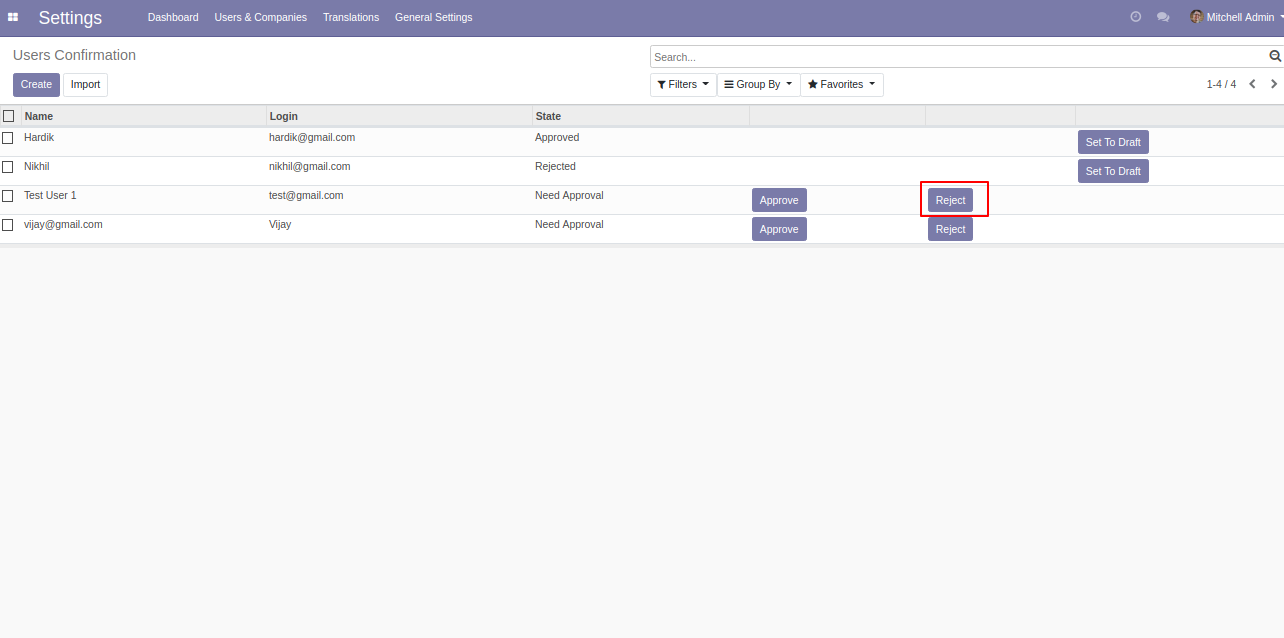 Settings Dashboard Users & Companies Translations General Settings Mitchell Admin
Users Confirmation Search...
Create Import Filters Group By Favorites 1-4 / 4
Name Login State
Hardik hardik@gmail.com Approved Set To Draft
Nikhil nikhil@gmail.com Rejected Set To Draft
Test User 1 test@gmail.com Need Approval Approve Reject
vijay@gmail.com Vijay Need Approval Approve Reject